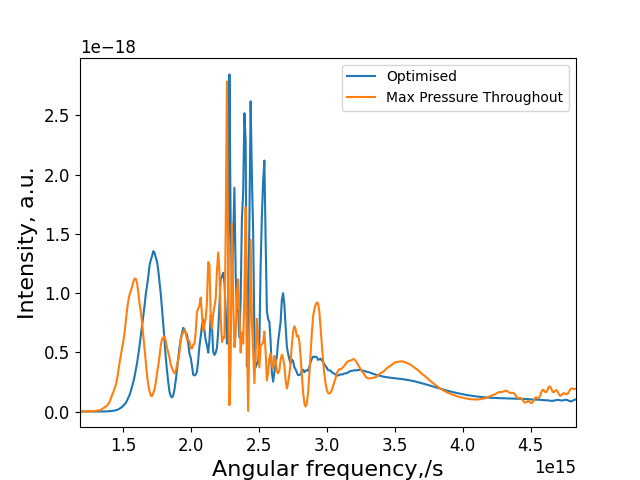 1e−18
Optimised
Max Pressure Throughout
2.5
2.0
1.5
1.0
0.5
0.0
Intensity, a.u.
1.5 2.0 2.5 3.0 3.5 4.0 4.5
1e15
Angular frequency,/s